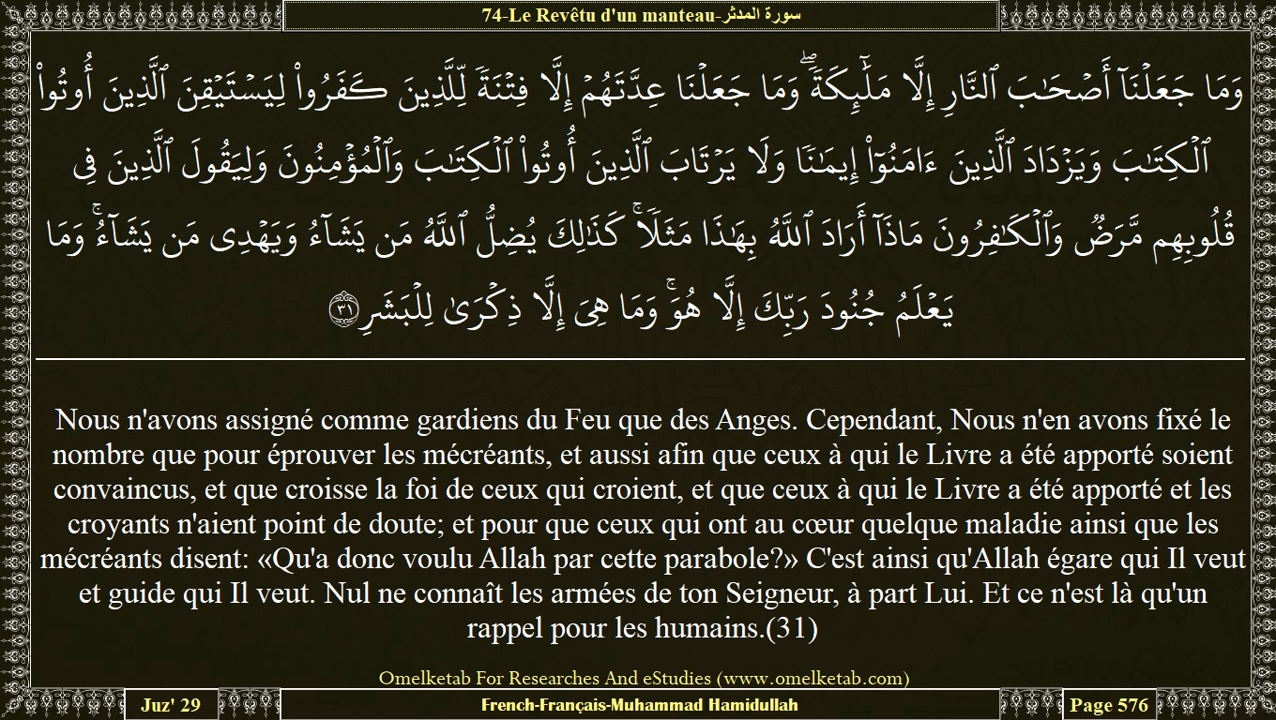 74-Le Revêtu d'un manteau-سورة المدثر
وَمَا جَعَلْنَآ أَصْحَٰبَ ٱلنَّارِ إِلَّا مَلَٰٓئِكَةًۖ وَمَا جَعَلْنَا عِدَّتَهُمْ إِلَّا فِتْنَةً لِّلَّذِينَ كَفَرُوا۟ لِيَسْتَيْقِنَ ٱلَّذِينَ أُوتُوا۟
ٱلْكِتَٰبَ وَيَزْدَادَ ٱلَّذِينَ ءَامَنُوٓا۟ إِيمَٰنًا وَلَا يَرْتَابَ ٱلَّذِينَ أُوتُوا۟ ٱلْكِتَٰبَ وَٱلْمُؤْمِنُونَ وَلِيَقُولَ ٱلَّذِينَ فِى
قُلُوبِهِم مَّرَضٌ وَٱلْكَٰفِرُونَ مَاذَآ أَرَادَ ٱللَّهُ بِهَٰذَا مَثَلًاۚ كَذَٰلِكَ يُضِلُّ ٱللَّهُ مَن يَشَآءُ وَيَهْدِى مَن يَشَآءُۚ وَمَا
يَعْلَمُ جُنُودَ رَبِّكَ إِلَّا هُوَۚ وَمَا هِىَ إِلَّا ذِكْرَىٰ لِلْبَشَرِ ٣١
Nous n'avons assigné comme gardiens du Feu que des Anges. Cependant, Nous n'en avons fixé le
nombre que pour éprouver les mécréants, et aussi afin que ceux à qui le Livre a été apporté soient
convaincus, et que croisse la foi de ceux qui croient, et que ceux à qui le Livre a été apporté et les
croyants n'aient point de doute; et pour que ceux qui ont au cœur quelque maladie ainsi que les
mécréants disent: «Qu'a donc voulu Allah par cette parabole?» C'est ainsi qu'Allah égare qui Il veut
et guide qui Il veut. Nul ne connaît les armées de ton Seigneur, à part Lui. Et ce n'est là qu'un
rappel pour les humains.(31)
Omelketab For Researches And eStudies (www.omelketab.com)
Juz' 29
French-Français-Muhammad Hamidullah
Page 576